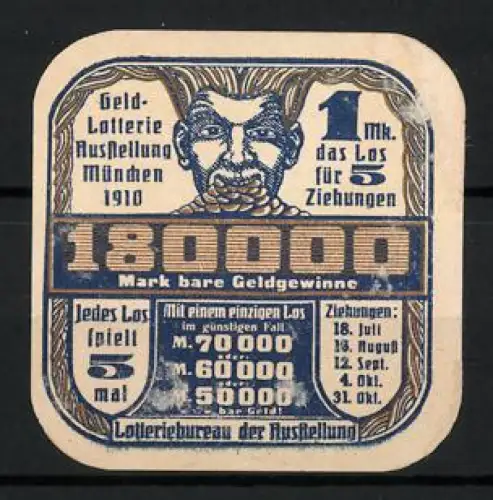 Geld-
Lotterie
Ausstellung
München
1910
1 Mk.
das Los
für 5
Ziehungen
180000
Mark bare Geldgewinne
Jedes Los
spielt
5
mal
Mit einem einzigen Los
im günstigen Fall
M. 70000
oder:
M. 60000
oder:
M. 50000
bar Geld!
Ziehungen:
18. Juli
18. August
12. Sept.
4. Okt.
31. Okt.
Lotteriebureau der Ausstellung